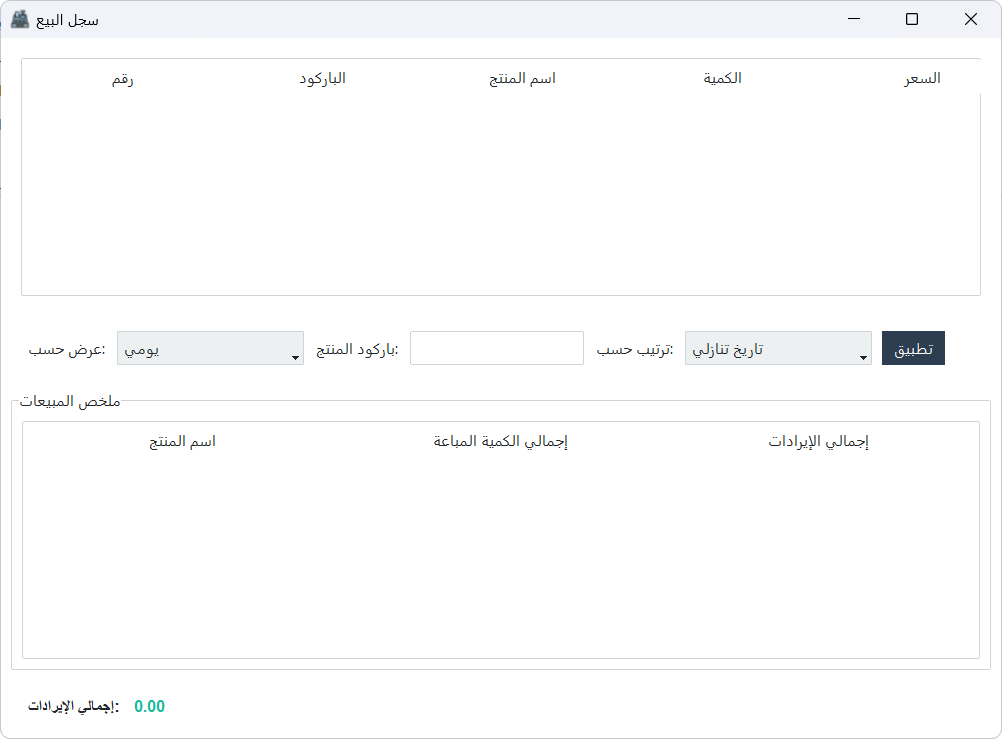 سجل البيع
رقم الباركود اسم المنتج الكمية السعر
عرض حسب: يومي باركود المنتج: ترتيب حسب: تاريخ تنازلي تطبيق
ملخص المبيعات
اسم المنتج إجمالي الكمية المباعة إجمالي الإيرادات
إجمالي الإيرادات: 0.00